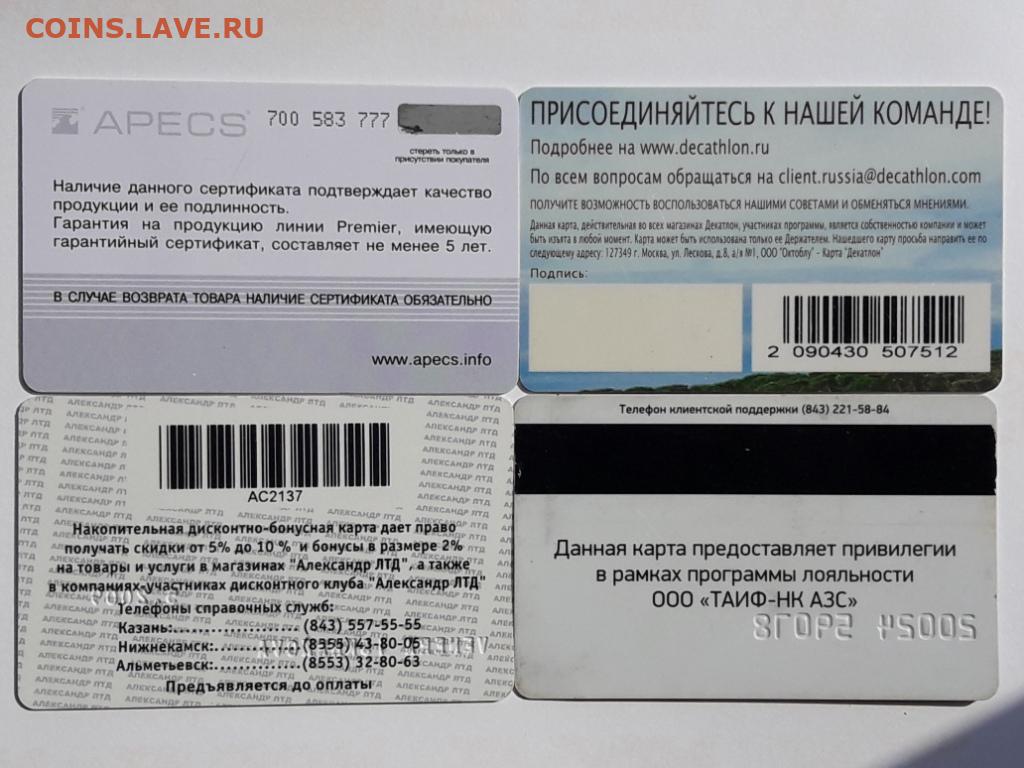 COINS.LAVE.RU
APECS 700 583 777
стереть только в
присутствии покупателя
Наличие данного сертификата подтверждает качество
продукции и ее подлинность.
Гарантия на продукцию линии Premier, имеющую
гарантийный сертификат, составляет не менее 5 лет.
В СЛУЧАЕ ВОЗВРАТА ТОВАРА НАЛИЧИЕ СЕРТИФИКАТА ОБЯЗАТЕЛЬНО
www.apecs.info
ПРИСОЕДИНЯЙТЕСЬ К НАШЕЙ КОМАНДЕ!
Подробнее на www.decathlon.ru
По всем вопросам обращаться на client.russia@decathlon.com
ПОЛУЧИТЕ ВОЗМОЖНОСТЬ ВОСПОЛЬЗОВАТЬСЯ НАШИМИ СОВЕТАМИ И ОБМЕНЯТЬСЯ МНЕНИЯМИ.
Данная карта, действительная во всех магазинах Декатлон, участниках программы, является собственностью компании и может
быть изъята в любой момент. Карта может быть использована только ее Держателем. Нашедшего карту просьба направить ее по
следующему адресу: 127349 г. Москва, ул. Лескова, д.8, а/я №1, ООО "Октоблу" - Карта "Декатлон"
Подпись:
2 090430 507512
АЛЕКСАНДР ЛТД
AC2137
Накопительная дисконтно-бонусная карта дает право
получать скидки от 5% до 10 % и бонусы в размере 2%
на товары и услуги в магазинах "Александр ЛТД", а также
в компаниях-участниках дисконтного клуба "Александр ЛТД"
Телефоны справочных служб:
Казань:........................(843) 557-55-55
Нижнекамск:................(8555) 43-80-05
Альметьевск:................(8553) 32-80-63
Предъявляется до оплаты
Телефон клиентской поддержки (843) 221-58-84
Данная карта предоставляет привилегии
в рамках программы лояльности
ООО «ТАИФ-НК АЗС»